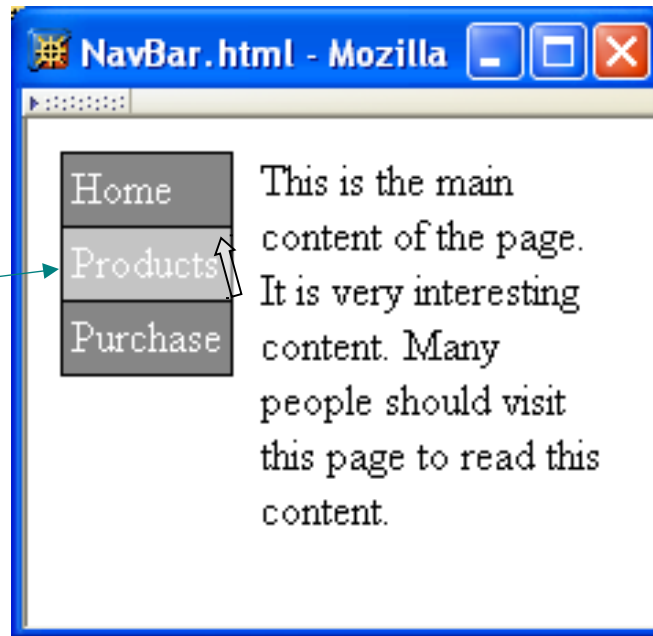 NavBar.html - Mozilla
Home
Products
Purchase
This is the main
content of the page.
It is very interesting
content. Many
people should visit
this page to read this
content.